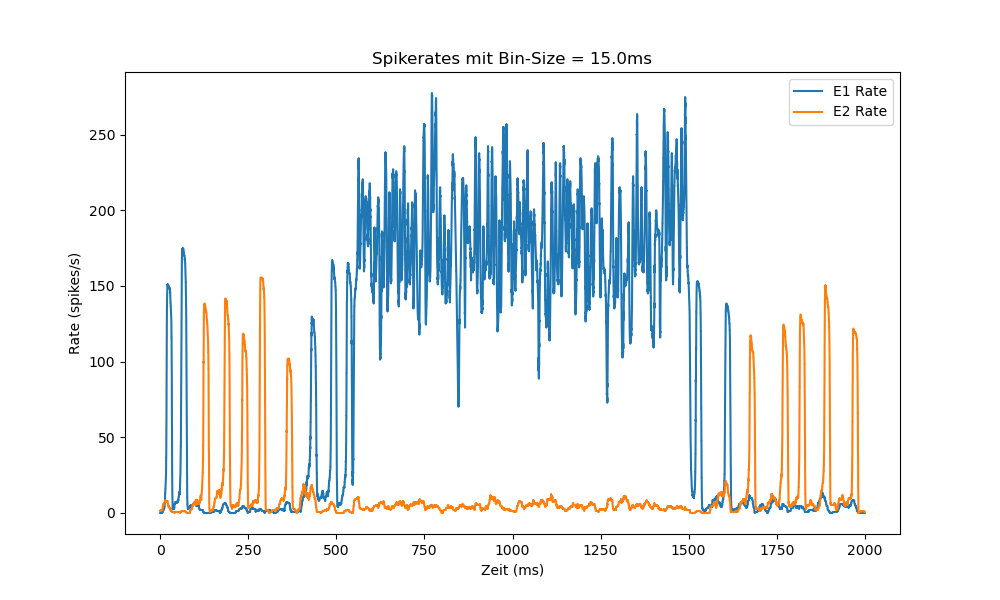 Spikerates mit Bin-Size = 15.0ms
E1 Rate
E2 Rate
Rate (spikes/s)
250
200
150
100
50
0
0 250 500 750 1000 1250 1500 1750 2000
Zeit (ms)